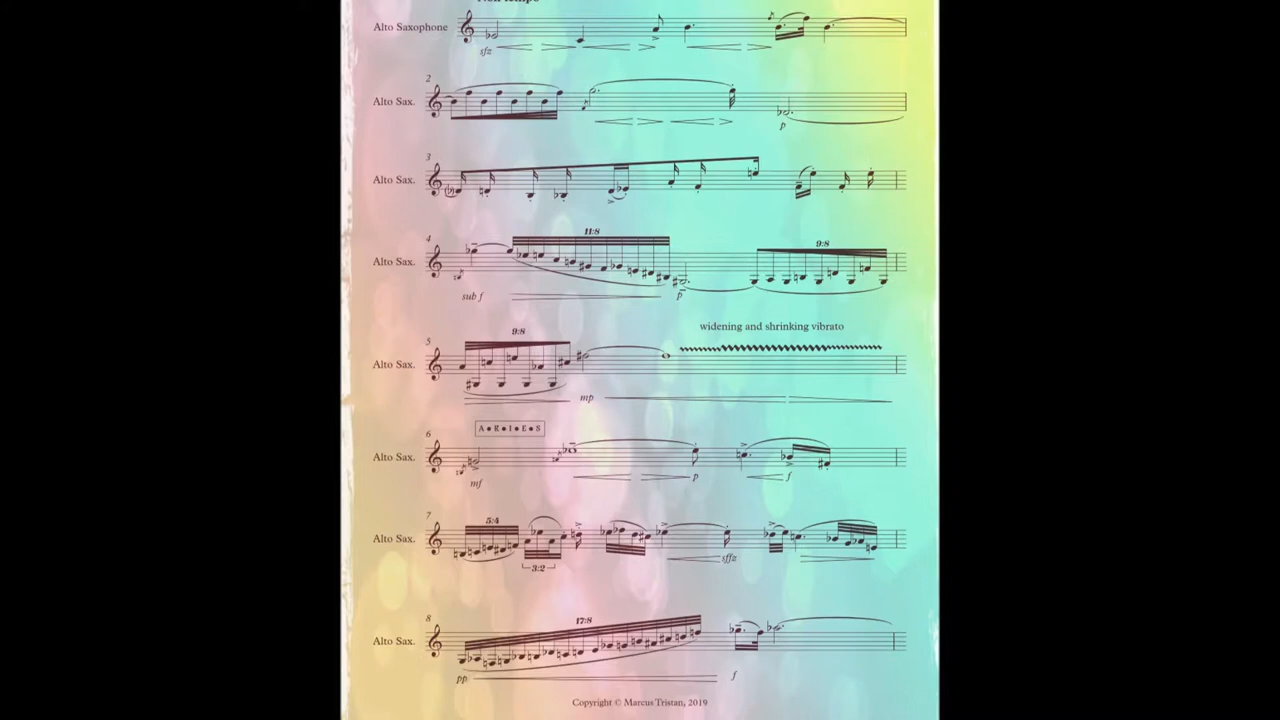 Non tempo
Alto Saxophone
sfz
2
Alto Sax.
p
3
Alto Sax.
4
11:8
9:8
Alto Sax.
sub f
p
widening and shrinking vibrato
5
9:8
Alto Sax.
mp
A ● R ● I ● E ● S
6
Alto Sax.
mf
p
f
7
5:4
Alto Sax.
sffz
3:2
8
17:8
Alto Sax.
pp
f
Copyright © Marcus Tristan, 2019